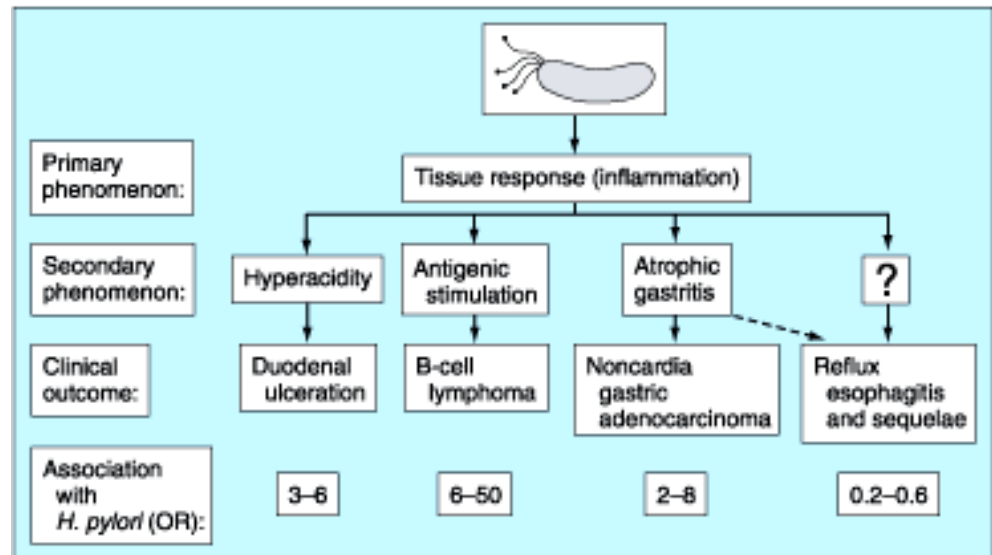 Primary
phenomenon:
Tissue response (inflammation)
Secondary
phenomenon:
Hyperacidity
Antigenic
stimulation
Atrophic
gastritis
?
Clinical
outcome:
Duodenal
ulceration
B-cell
lymphoma
Noncardia
gastric
adenocarcinoma
Reflux
esophagitis
and sequelae
Association
with
H. pylori (OR):
3–6
6–50
2–8
0.2–0.6